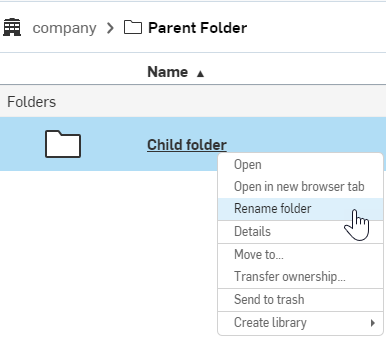 company > Parent Folder
Name ▲
Folders
Child folder
Open
Open in new browser tab
Rename folder
Details
Move to...
Transfer ownership...
Send to trash
Create library